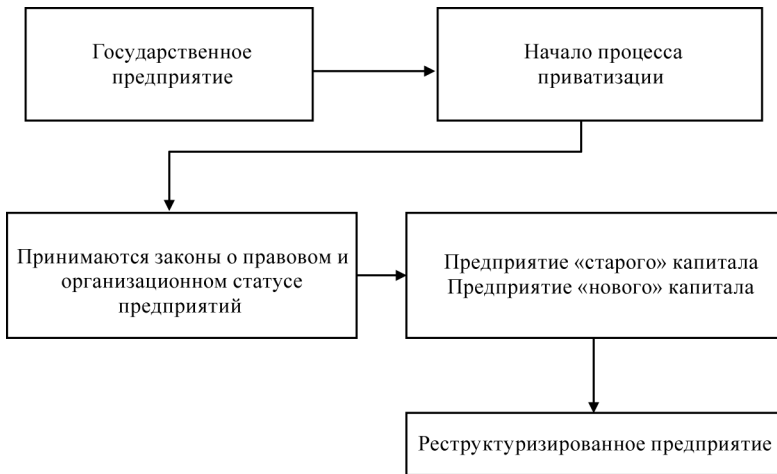 Государственное
предприятие
Начало процесса
приватизации
Принимаются законы о правовом и
организационном статусе
предприятий
Предприятие «старого» капитала
Предприятие «нового» капитала
Реструктуризированное предприятие